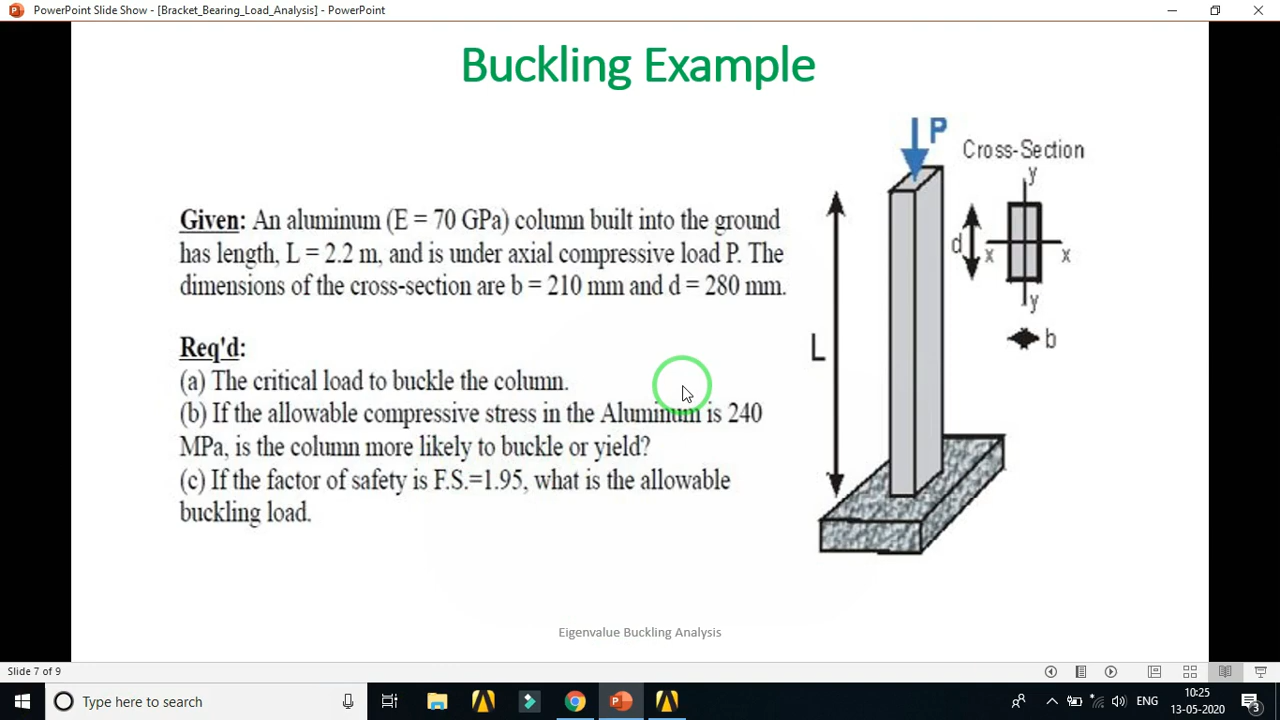 PowerPoint Slide Show - [Bracket_Bearing_Load_Analysis] - PowerPoint
Buckling Example
P
Cross-Section
y
d
x
x
y
b
L
Given: An aluminum (E = 70 GPa) column built into the ground
has length, L = 2.2 m, and is under axial compressive load P. The
dimensions of the cross-section are b = 210 mm and d = 280 mm.
Req'd:
(a) The critical load to buckle the column.
(b) If the allowable compressive stress in the Aluminum is 240
MPa, is the column more likely to buckle or yield?
(c) If the factor of safety is F.S.=1.95, what is the allowable
buckling load.
Eigenvalue Buckling Analysis
Slide 7 of 9
Type here to search
ENG
10:25
13-05-2020
3